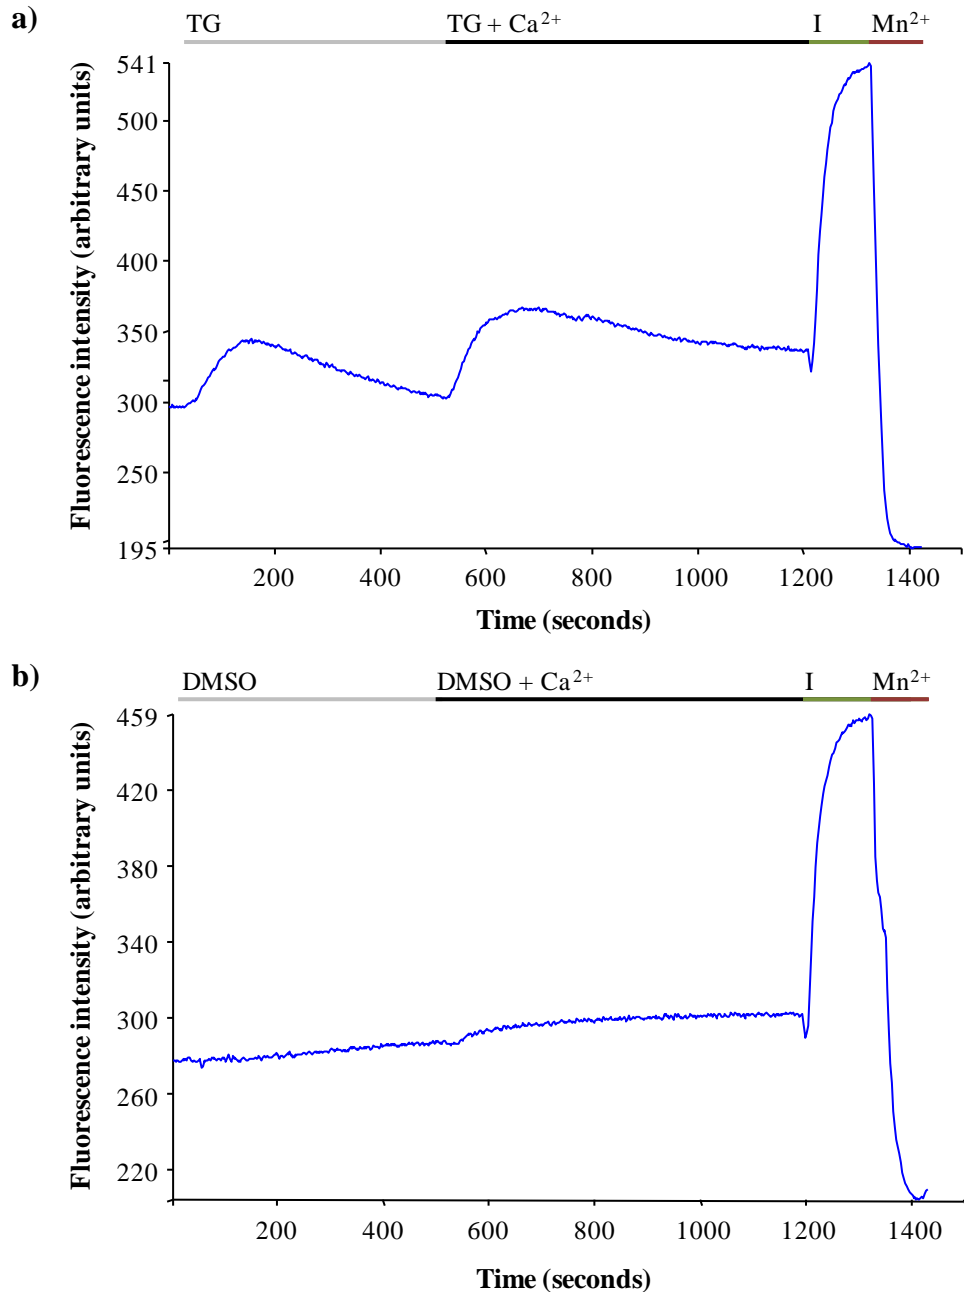 a)
TG TG + Ca²⁺ I Mn²⁺
Fluorescence intensity (arbitrary units)
541
500
450
400
350
300
250
195
200 400 600 800 1000 1200 1400
Time (seconds)
b)
DMSO DMSO + Ca²⁺ I Mn²⁺
Fluorescence intensity (arbitrary units)
459
420
380
340
300
260
220
200 400 600 800 1000 1200 1400
Time (seconds)